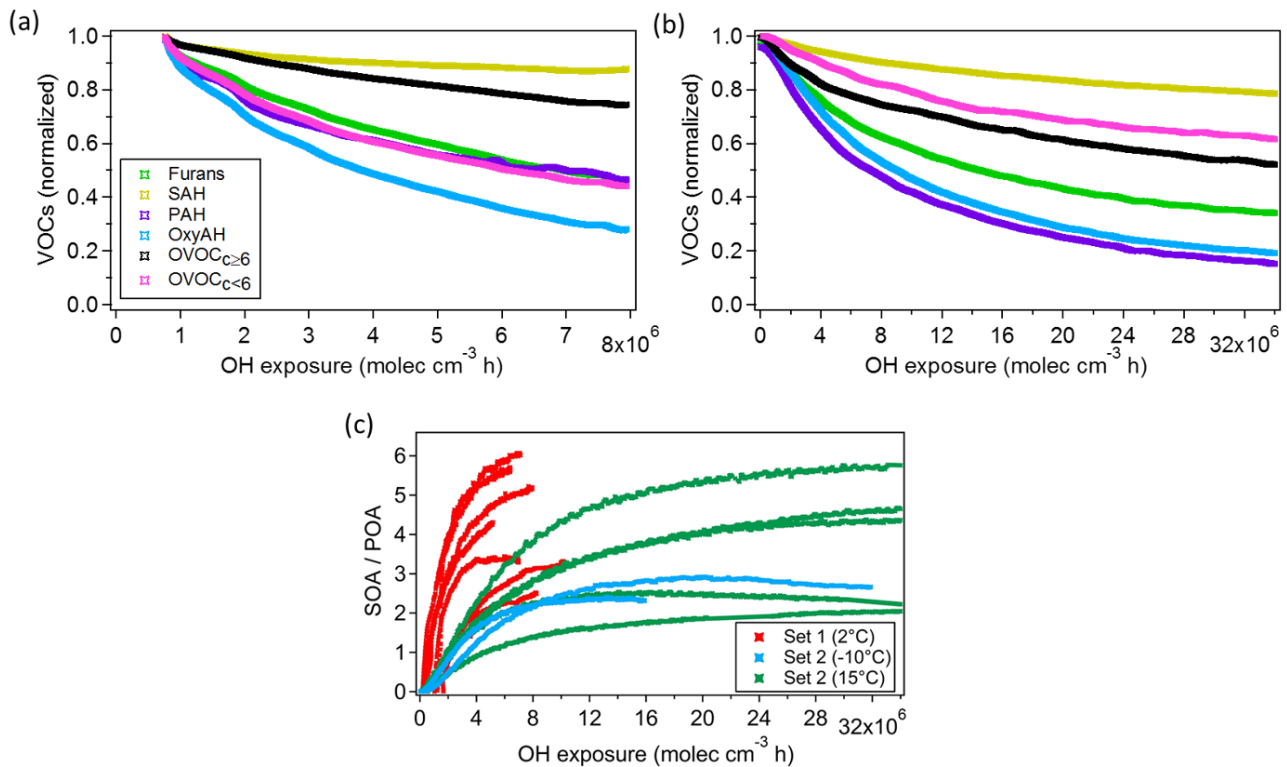 (a)
VOCs (normalized)
1.0
0.8
0.6
0.4
0.2
0.0
Furans
SAH
PAH
OxyAH
OVOCc≥6
OVOCc<6
0 1 2 3 4 5 6 7 8x10⁶
OH exposure (molec cm⁻³ h)
(b)
VOCs (normalized)
1.0
0.8
0.6
0.4
0.2
0.0
0 4 8 12 16 20 24 28 32x10⁶
OH exposure (molec cm⁻³ h)
(c)
SOA / POA
6
5
4
3
2
1
0
Set 1 (2°C)
Set 2 (-10°C)
Set 2 (15°C)
0 4 8 12 16 20 24 28 32x10⁶
OH exposure (molec cm⁻³ h)